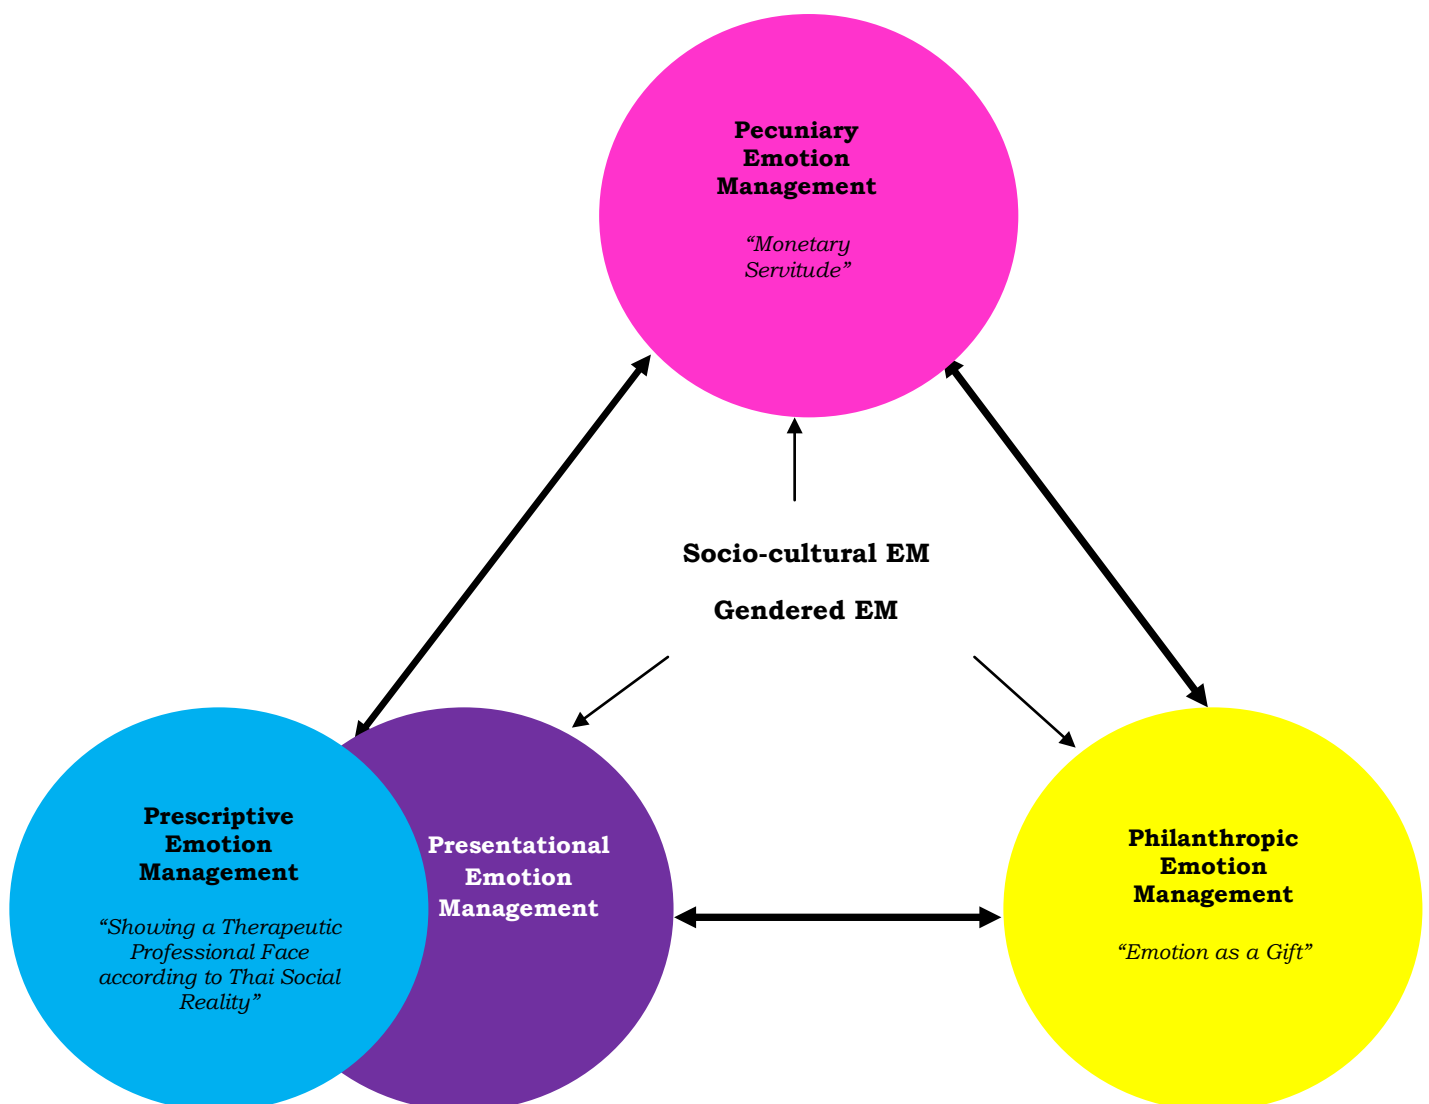 Pecuniary
Emotion
Management
“Monetary
Servitude”
Socio-cultural EM
Gendered EM
Prescriptive
Emotion
Management
“Showing a Therapeutic
Professional Face
according to Thai Social
Reality”
Presentational
Emotion
Management
Philanthropic
Emotion
Management
“Emotion as a Gift”